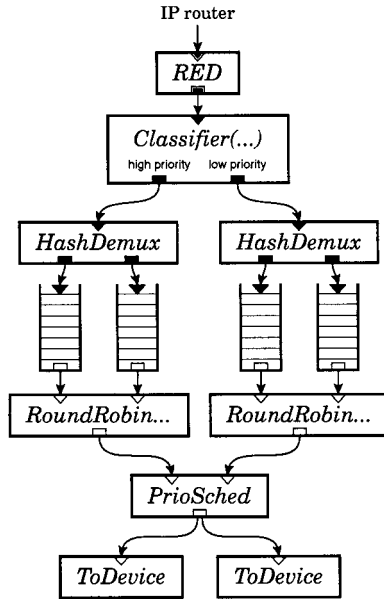 IP router
RED
Classifier(...)
high priority low priority
HashDemux HashDemux
RoundRobin... RoundRobin...
PrioSched
ToDevice ToDevice